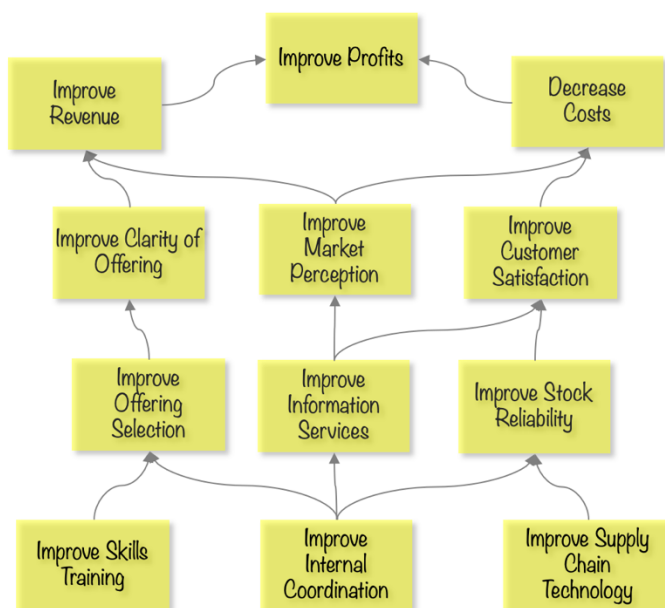 Improve Profits
Improve
Revenue
Decrease
Costs
Improve Clarity of
Offering
Improve
Market
Perception
Improve
Customer
Satisfaction
Improve
Offering
Selection
Improve
Information
Services
Improve Stock
Reliability
Improve Skills
Training
Improve
Internal
Coordination
Improve Supply
Chain
Technology